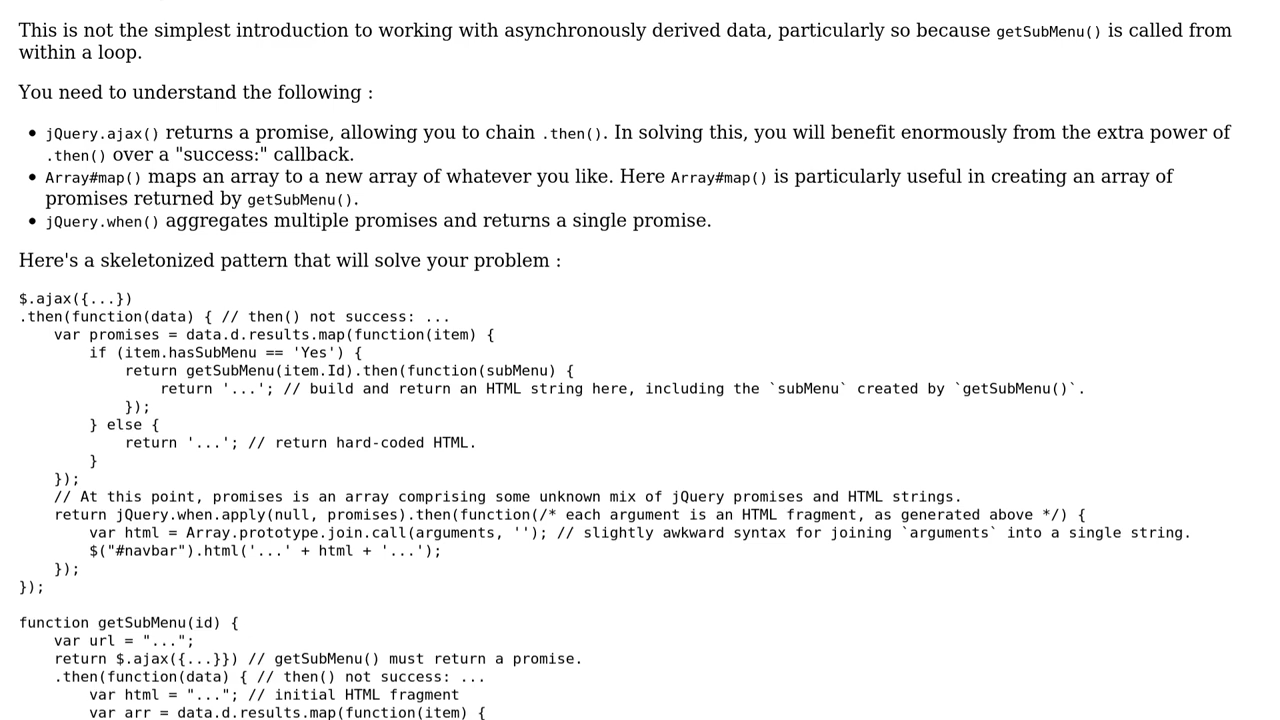 This is not the simplest introduction to working with asynchronously derived data, particularly so because getSubMenu() is called from
within a loop.
You need to understand the following :
• jQuery.ajax() returns a promise, allowing you to chain .then(). In solving this, you will benefit enormously from the extra power of
.then() over a "success:" callback.
• Array#map() maps an array to a new array of whatever you like. Here Array#map() is particularly useful in creating an array of
promises returned by getSubMenu().
• jQuery.when() aggregates multiple promises and returns a single promise.
Here's a skeletonized pattern that will solve your problem :
$.ajax({...})
.then(function(data) { // then() not success: ...
    var promises = data.d.results.map(function(item) {
        if (item.hasSubMenu == 'Yes') {
            return getSubMenu(item.Id).then(function(subMenu) {
                return '...'; // build and return an HTML string here, including the `subMenu` created by `getSubMenu()`.
            });
        } else {
            return '...'; // return hard-coded HTML.
        }
    });
    // At this point, promises is an array comprising some unknown mix of jQuery promises and HTML strings.
    return jQuery.when.apply(null, promises).then(function(/* each argument is an HTML fragment, as generated above */) {
        var html = Array.prototype.join.call(arguments, ''); // slightly awkward syntax for joining `arguments` into a single string.
        $("#navbar").html('...' + html + '...');
    });
});
function getSubMenu(id) {
    var url = "...";
    return $.ajax({...}}) // getSubMenu() must return a promise.
    .then(function(data) { // then() not success: ...
        var html = "..."; // initial HTML fragment
        var arr = data.d.results.map(function(item) {